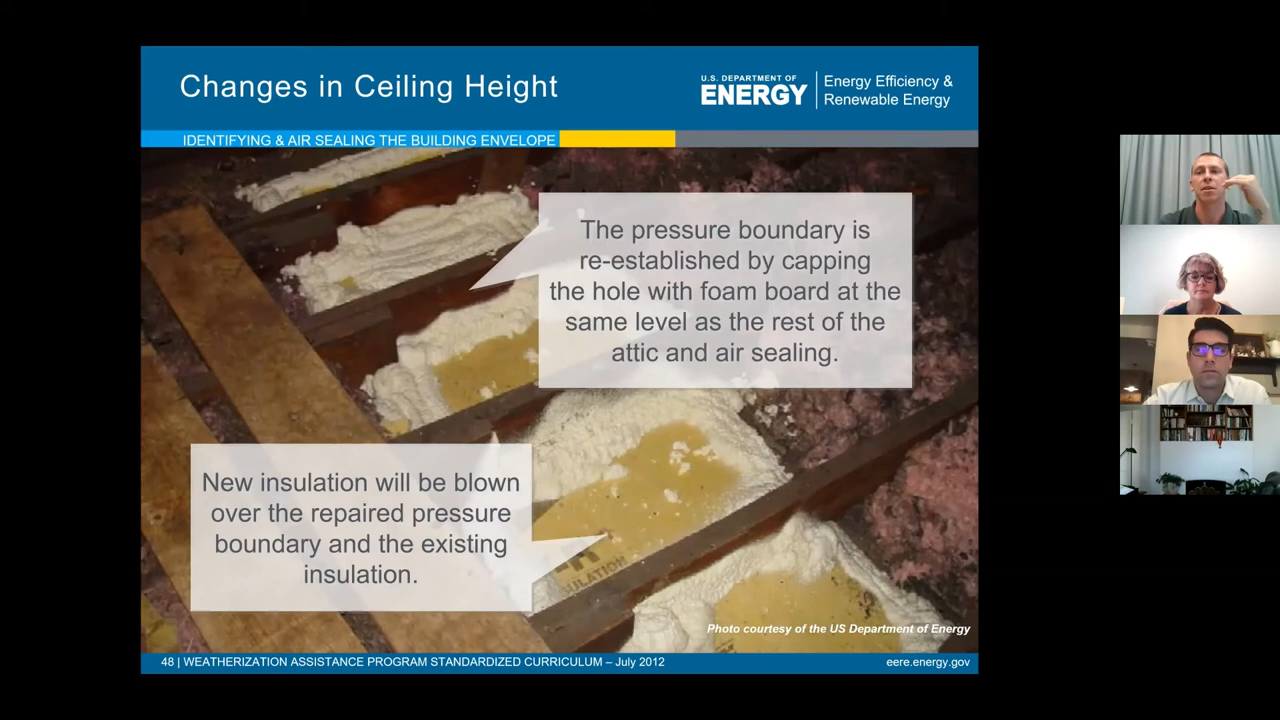 Changes in Ceiling Height
U.S. DEPARTMENT OF
ENERGY
Energy Efficiency &
Renewable Energy
IDENTIFYING & AIR SEALING THE BUILDING ENVELOPE
The pressure boundary is
re-established by capping
the hole with foam board at the
same level as the rest of the
attic and air sealing.
New insulation will be blown
over the repaired pressure
boundary and the existing
insulation.
Photo courtesy of the US Department of Energy
48 | WEATHERIZATION ASSISTANCE PROGRAM STANDARDIZED CURRICULUM – July 2012
eere.energy.gov